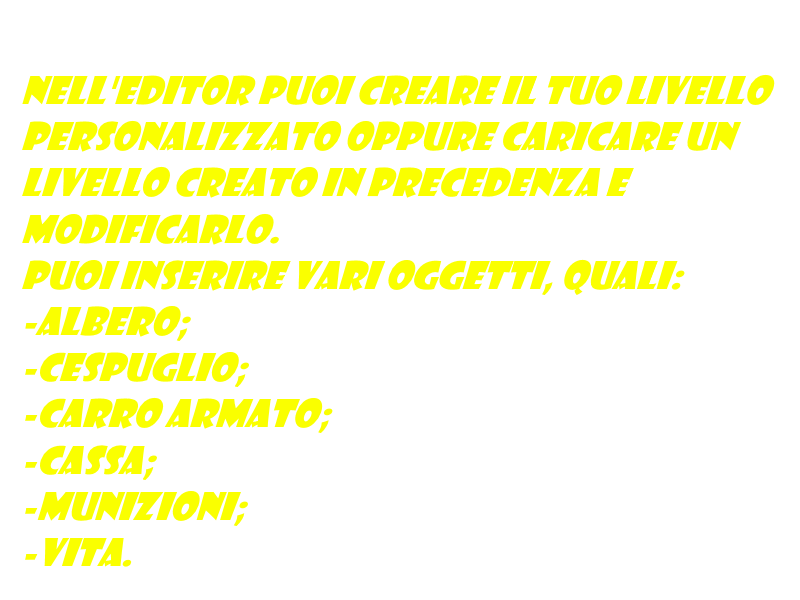 NELL'EDITOR PUOI CREARE IL TUO LIVELLO
PERSONALIZZATO OPPURE CARICARE UN
LIVELLO CREATO IN PRECEDENZA E
MODIFICARLO.
PUOI INSERIRE VARI OGGETTI, QUALI:
-ALBERO;
-CESPUGLIO;
-CARRO ARMATO;
-CASSA;
-MUNIZIONI;
-VITA.